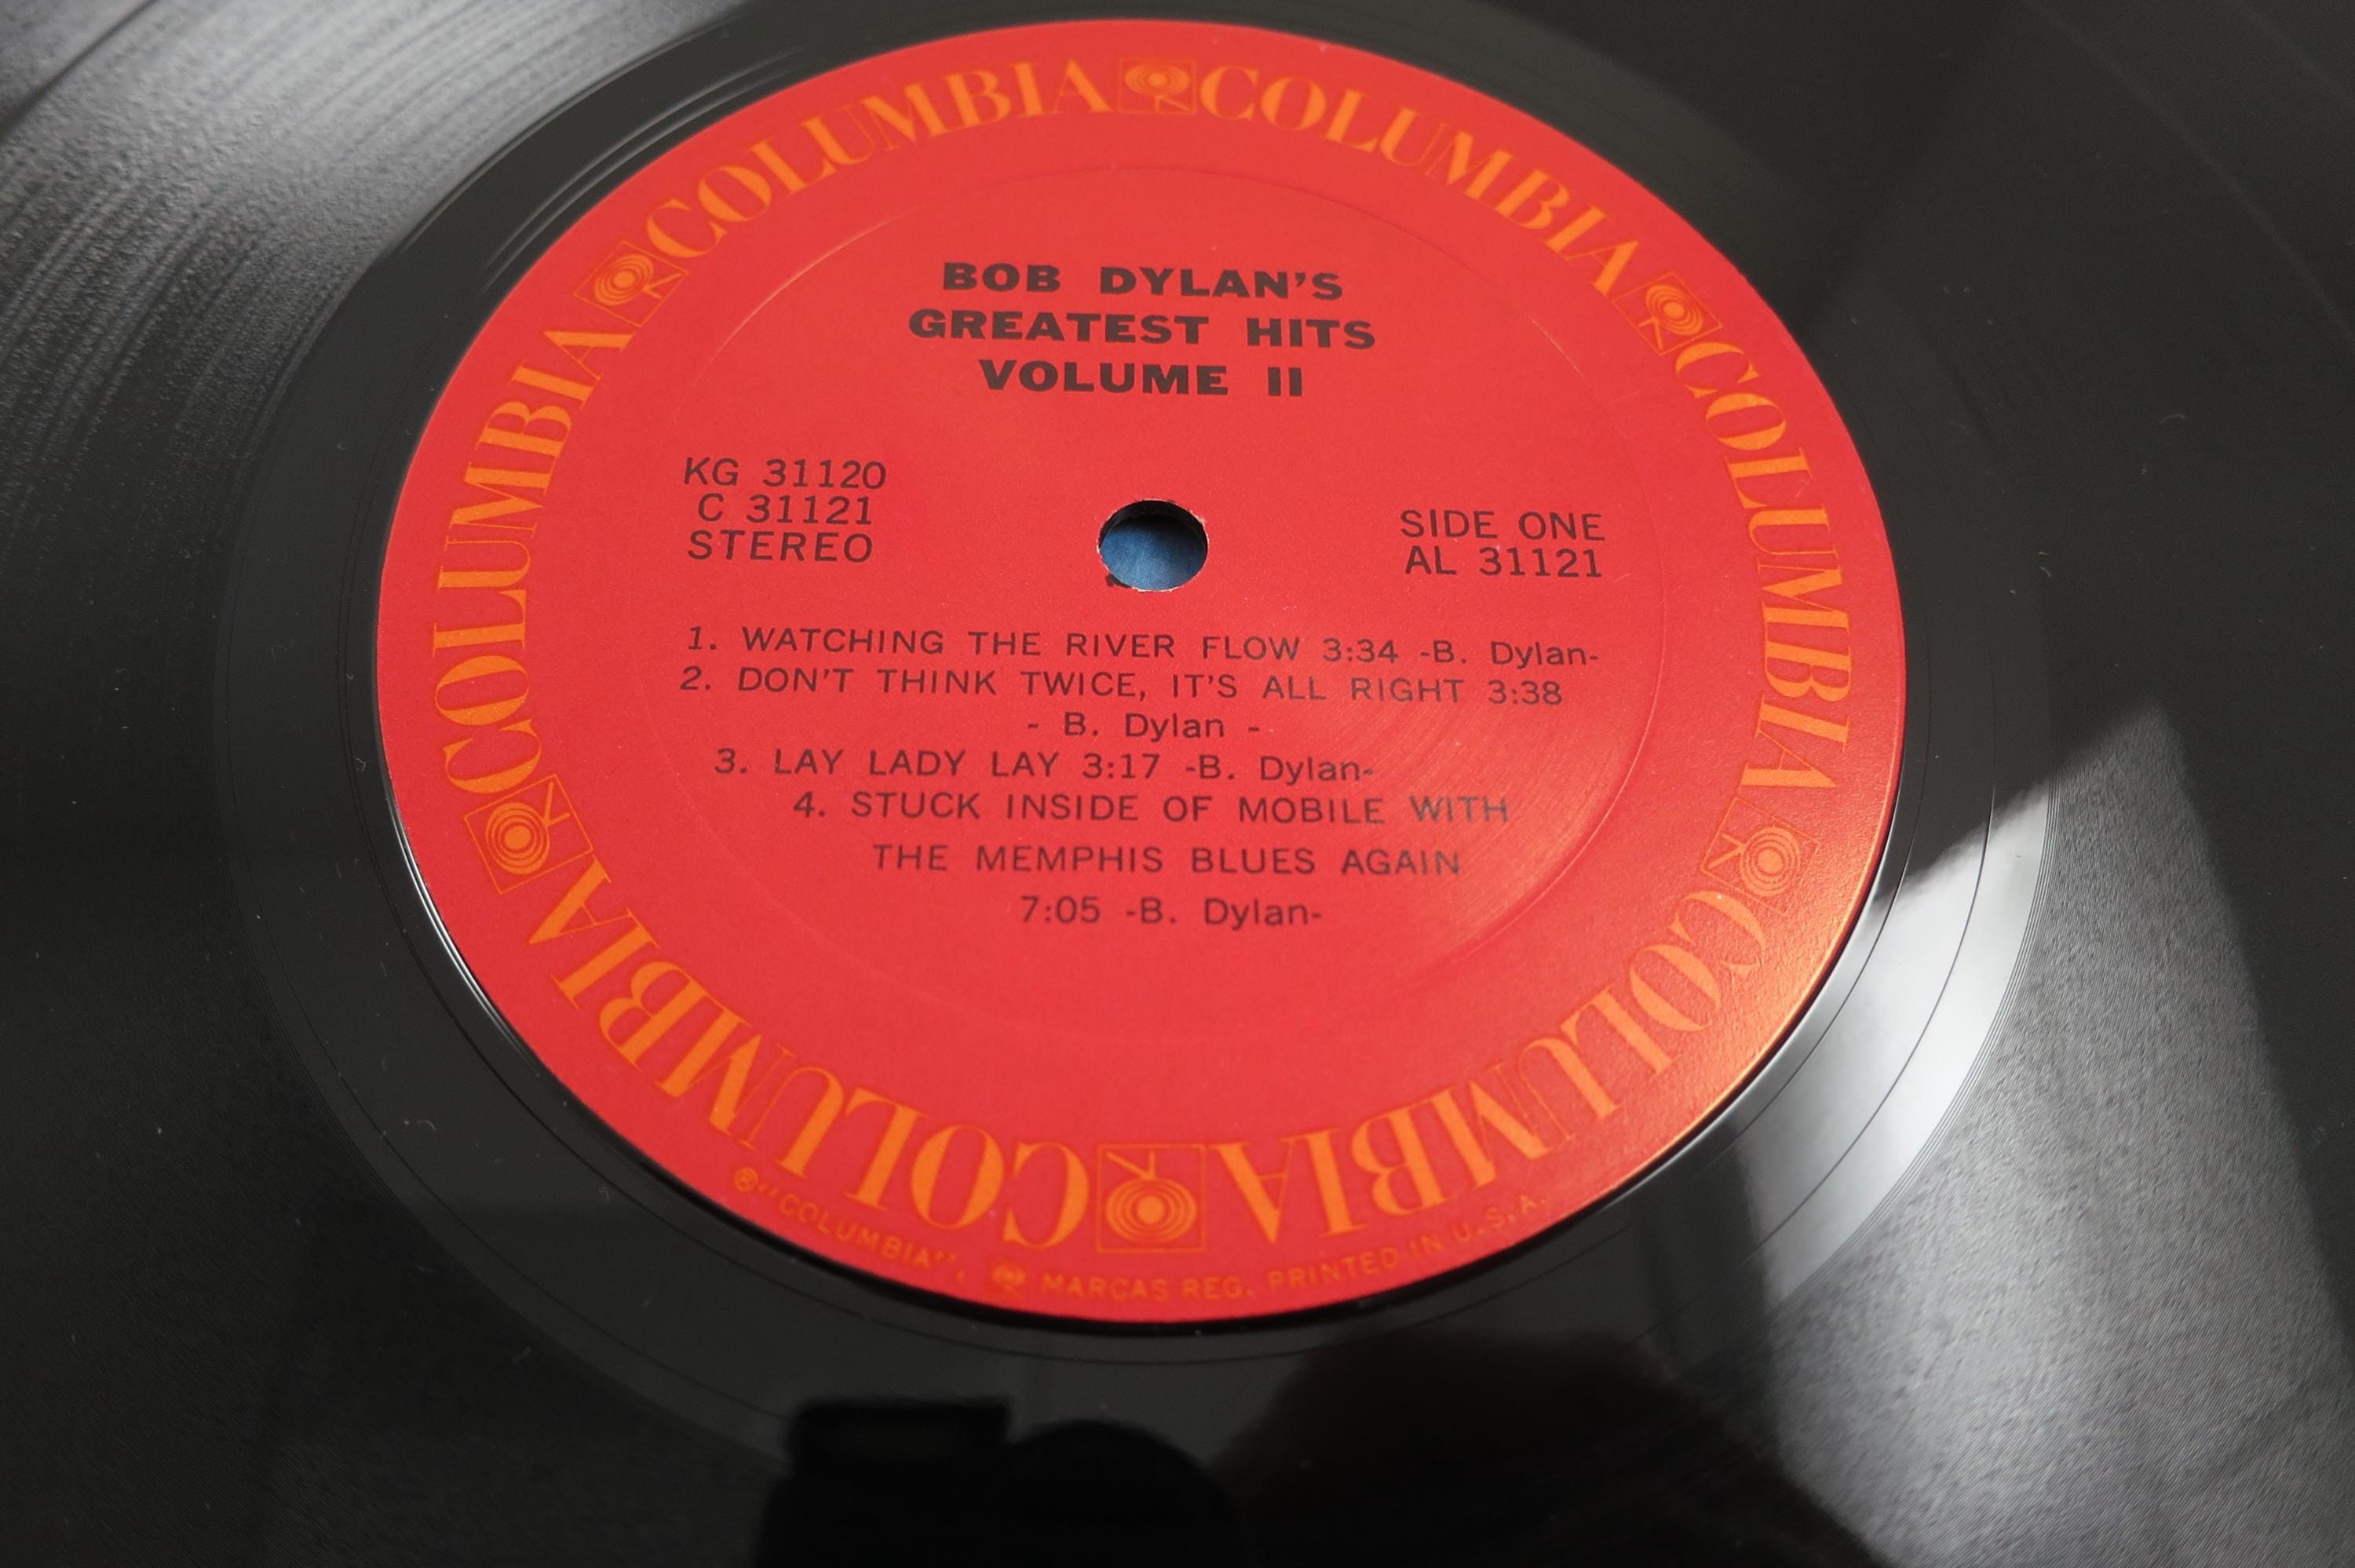 COLUMBIA COLUMBIA COLUMBIA COLUMBIA COLUMBIA COLUMBIA
BOB DYLAN'S
GREATEST HITS
VOLUME II
KG 31120
C 31121
STEREO
SIDE ONE
AL 31121
1. WATCHING THE RIVER FLOW 3:34 -B. Dylan-
2. DON'T THINK TWICE, IT'S ALL RIGHT 3:38
- B. Dylan -
3. LAY LADY LAY 3:17 -B. Dylan-
4. STUCK INSIDE OF MOBILE WITH
THE MEMPHIS BLUES AGAIN
7:05 -B. Dylan-
® "COLUMBIA", MARCAS REG. PRINTED IN U.S.A.